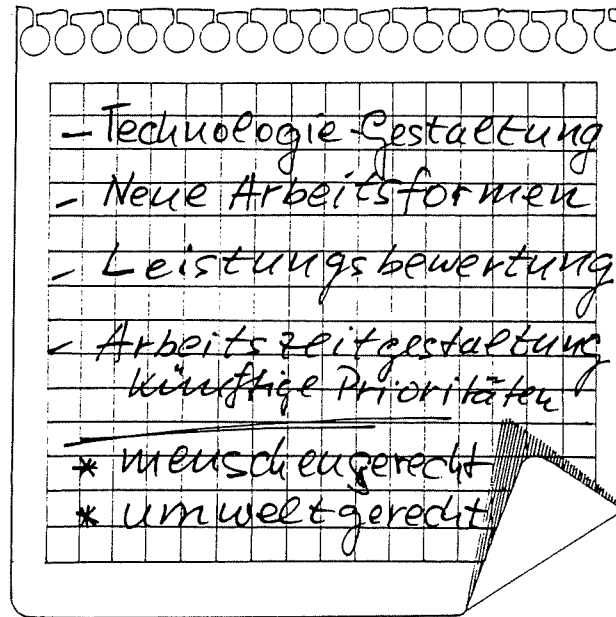 - Technologie-Gestaltung
- Neue Arbeitsformen
- Leistungsbewertung
- Arbeitszeitgestaltung
künftige Prioritäten
* menschengerecht
* umweltgerecht